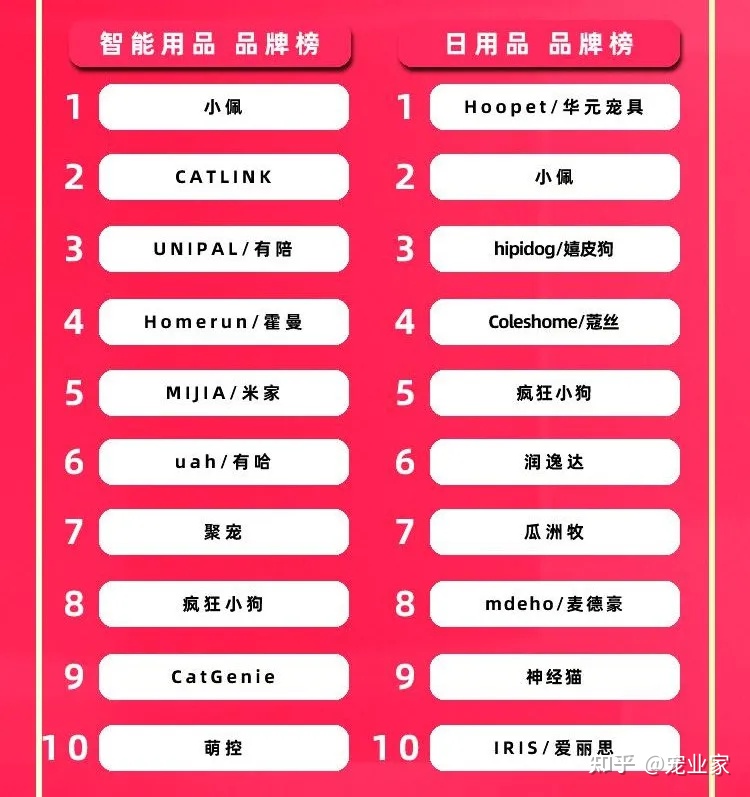 智能用品 品牌榜
1 小佩
2 CATLINK
3 UNIPAL/有陪
4 Homerun/霍曼
5 MIJIA/米家
6 uah/有哈
7 聚宠
8 疯狂小狗
9 CatGenie
10 萌控
日用品 品牌榜
1 Hoopet/华元宠具
2 小佩
3 hipidog/嬉皮狗
4 Coleshome/蔻丝
5 疯狂小狗
6 润逸达
7 瓜洲牧
8 mdeho/麦德豪
9 神经猫
10 IRIS/爱丽思
知乎 @宠业家